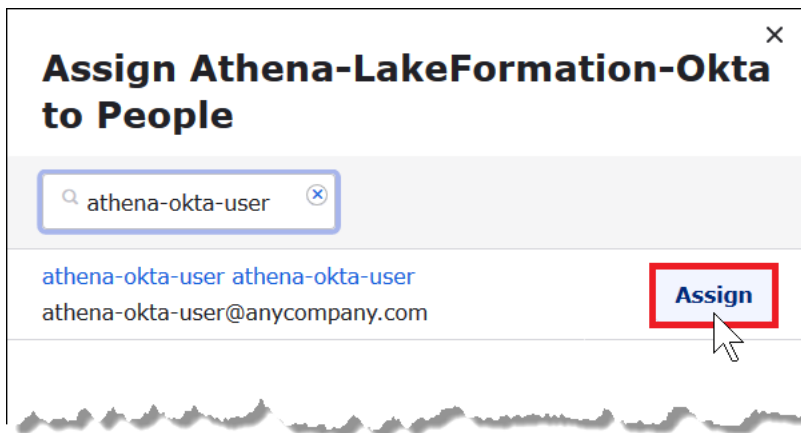 Assign Athena-LakeFormation-Okta
to People
athena-okta-user
athena-okta-user athena-okta-user
athena-okta-user@anycompany.com
Assign